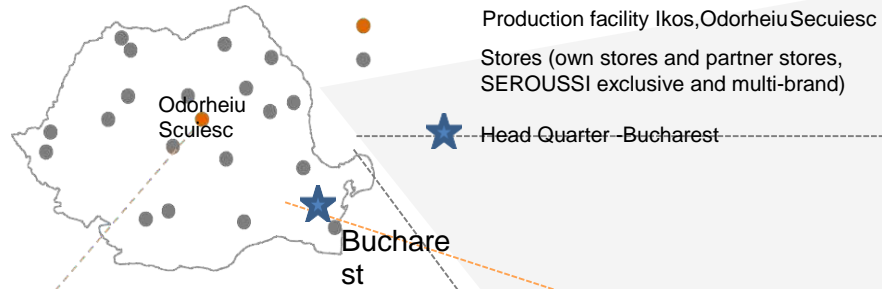 Production facility Ikos,Odorheiu Secuiesc
Stores (own stores and partner stores,
SEROUSSI exclusive and multi-brand)
Odorheiu
Scuiesc
Head Quarter -Bucharest
Buchare
st